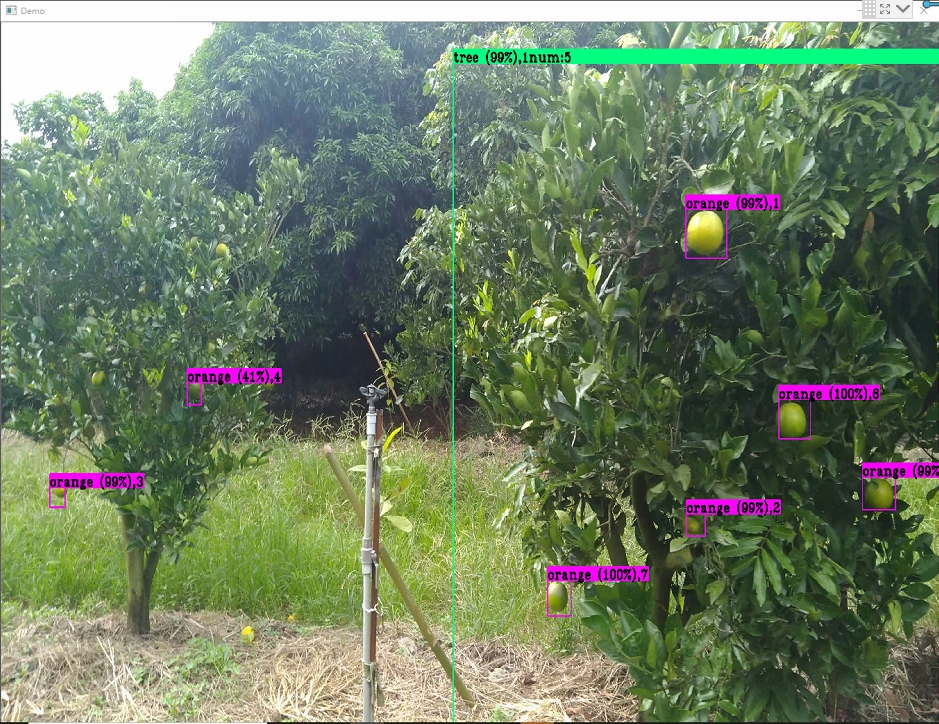 Demo
tree (99%),1num:5
orange (99%),1
orange (41%),4
orange (100%),6
orange (99%
orange (99%),3
orange (99%),2
orange (100%),7